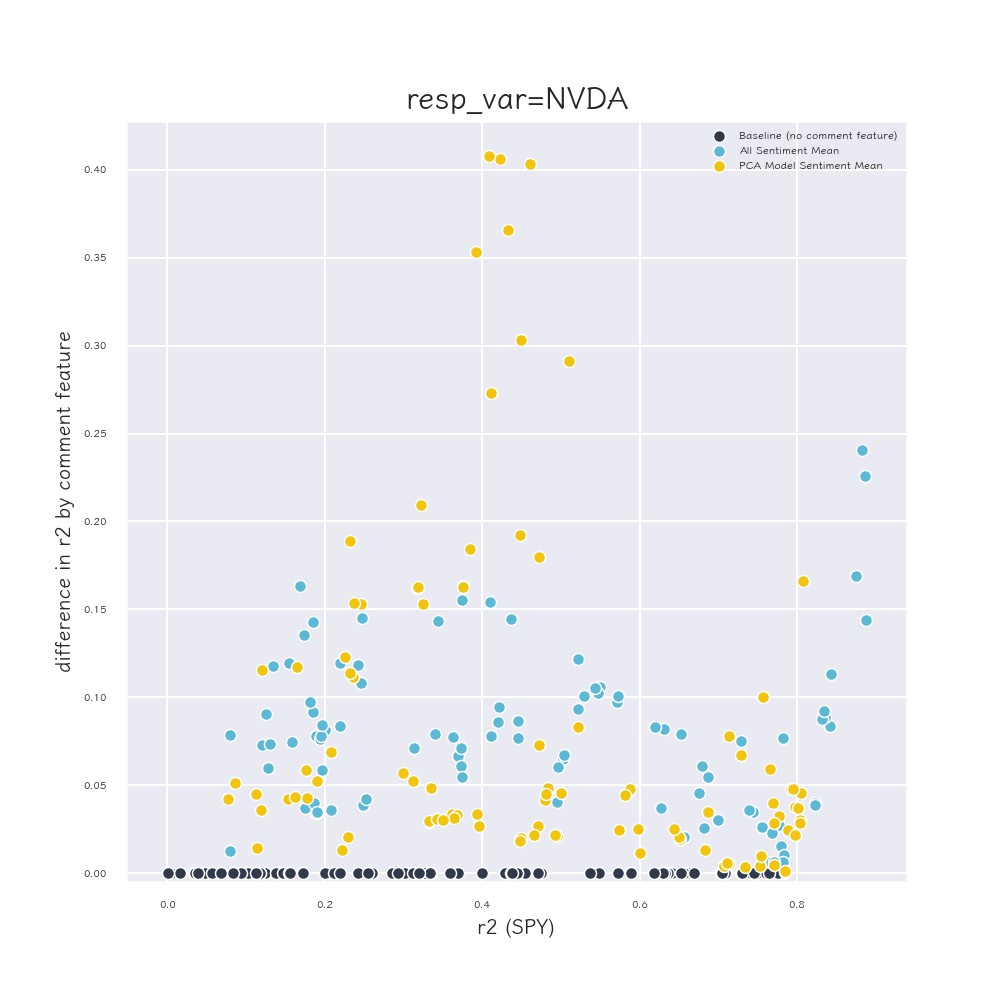 resp_var=NVDA
Baseline (no comment feature)
All Sentiment Mean
PCA Model Sentiment Mean
difference in r2 by comment feature
0.40
0.35
0.30
0.25
0.20
0.15
0.10
0.05
0.00
0.0 0.2 0.4 0.6 0.8
r2 (SPY)